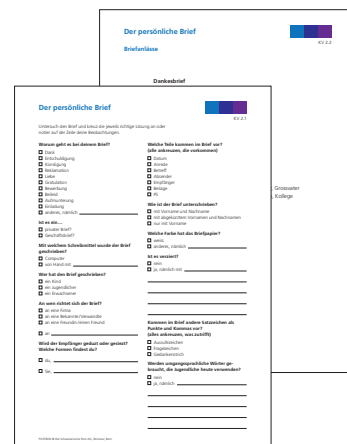 Der persönliche Brief
KV 2.2
Briefanlässe
Dankesbrief
, Grossvater
, Kollege
Der persönliche Brief
KV 2.1
Untersuch den Brief und kreuz die jeweils richtige Lösung an oder
notier auf der Zeile deine Beobachtungen.
Worum geht es bei deinem Brief?
Dank
Entschuldigung
Kündigung
Reklamation
Liebe
Gratulation
Bewerbung
Beileid
Aufmunterung
Einladung
anderes, nämlich
Ist es ein…
privater Brief?
Geschäftsbrief?
Mit welchem Schreibmittel wurde der Brief
geschrieben?
Computer
von Hand mit
Wer hat den Brief geschrieben?
ein Kind
ein Jugendlicher
ein Erwachsener
An wen richtet sich der Brief?
an eine Firma
an eine Bekannte/Verwandte
an eine Freundin/einen Freund
an
Wird der Empfänger geduzt oder gesiezt?
Welche Formen findest du?
du,
Sie,
Welche Teile kommen im Brief vor?
(alle ankreuzen, die vorkommen)
Datum
Anrede
Betreff
Absender
Empfänger
Beilage
PS
Wie ist der Brief unterschrieben?
mit Vorname und Nachname
mit abgekürztem Vornamen und Nachnamen
nur mit Vorname
Welche Farbe hat das Briefpapier?
weiss
anderes, nämlich
Ist es verziert?
nein
ja, nämlich mit
Kommen im Brief andere Satzzeichen als
Punkte und Kommas vor?
(alles ankreuzen, was zutrifft)
Ausrufezeichen
Fragezeichen
Gedankenstrich
Werden umgangssprachliche Wörter ge-
braucht, die Jugendliche heute verwenden?
nein
ja, nämlich